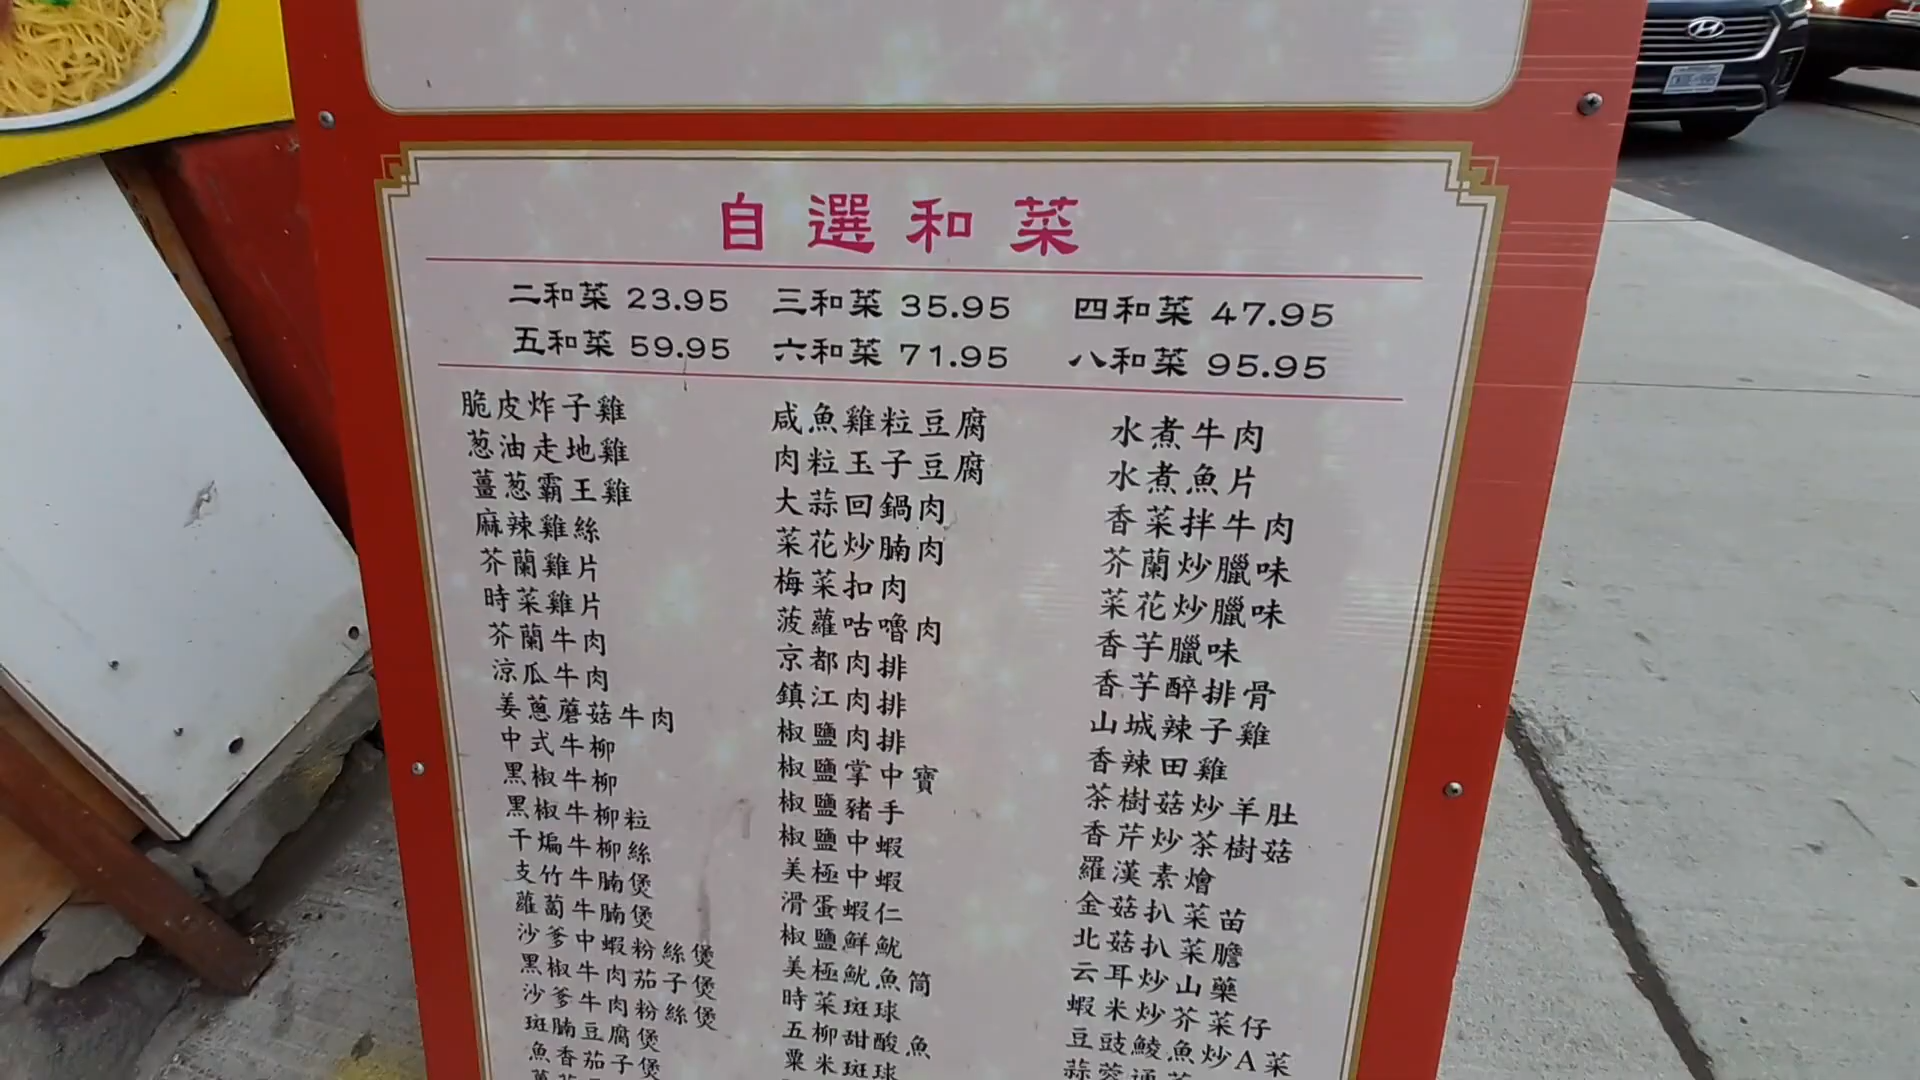 自選和菜
二和菜 23.95 三和菜 35.95 四和菜 47.95
五和菜 59.95 六和菜 71.95 八和菜 95.95
脆皮炸子雞
葱油走地雞
薑葱霸王雞
麻辣雞絲
芥蘭雞片
時菜雞片
芥蘭牛肉
涼瓜牛肉
姜蔥蘑菇牛肉
中式牛柳
黑椒牛柳
黑椒牛柳粒
干煸牛柳絲
支竹牛腩煲
蘿蔔牛腩煲
沙爹中蝦粉絲煲
黑椒牛肉茄子煲
沙爹牛肉粉絲煲
斑腩豆腐煲
魚香茄子煲
咸魚雞粒豆腐
肉粒玉子豆腐
大蒜回鍋肉
菜花炒腩肉
梅菜扣肉
菠蘿咕嚕肉
京都肉排
鎮江肉排
椒鹽肉排
椒鹽掌中寶
椒鹽豬手
椒鹽中蝦
美極中蝦
滑蛋蝦仁
椒鹽鮮魷
美極魷魚筒
時菜斑球
五柳甜酸魚
粟米斑球
水煮牛肉
水煮魚片
香菜拌牛肉
芥蘭炒臘味
菜花炒臘味
香芋臘味
香芋醉排骨
山城辣子雞
香辣田雞
茶樹菇炒羊肚
香芹炒茶樹菇
羅漢素燴
金菇扒菜苗
北菇扒菜膽
云耳炒山藥
蝦米炒芥菜仔
豆豉鯪魚炒A菜